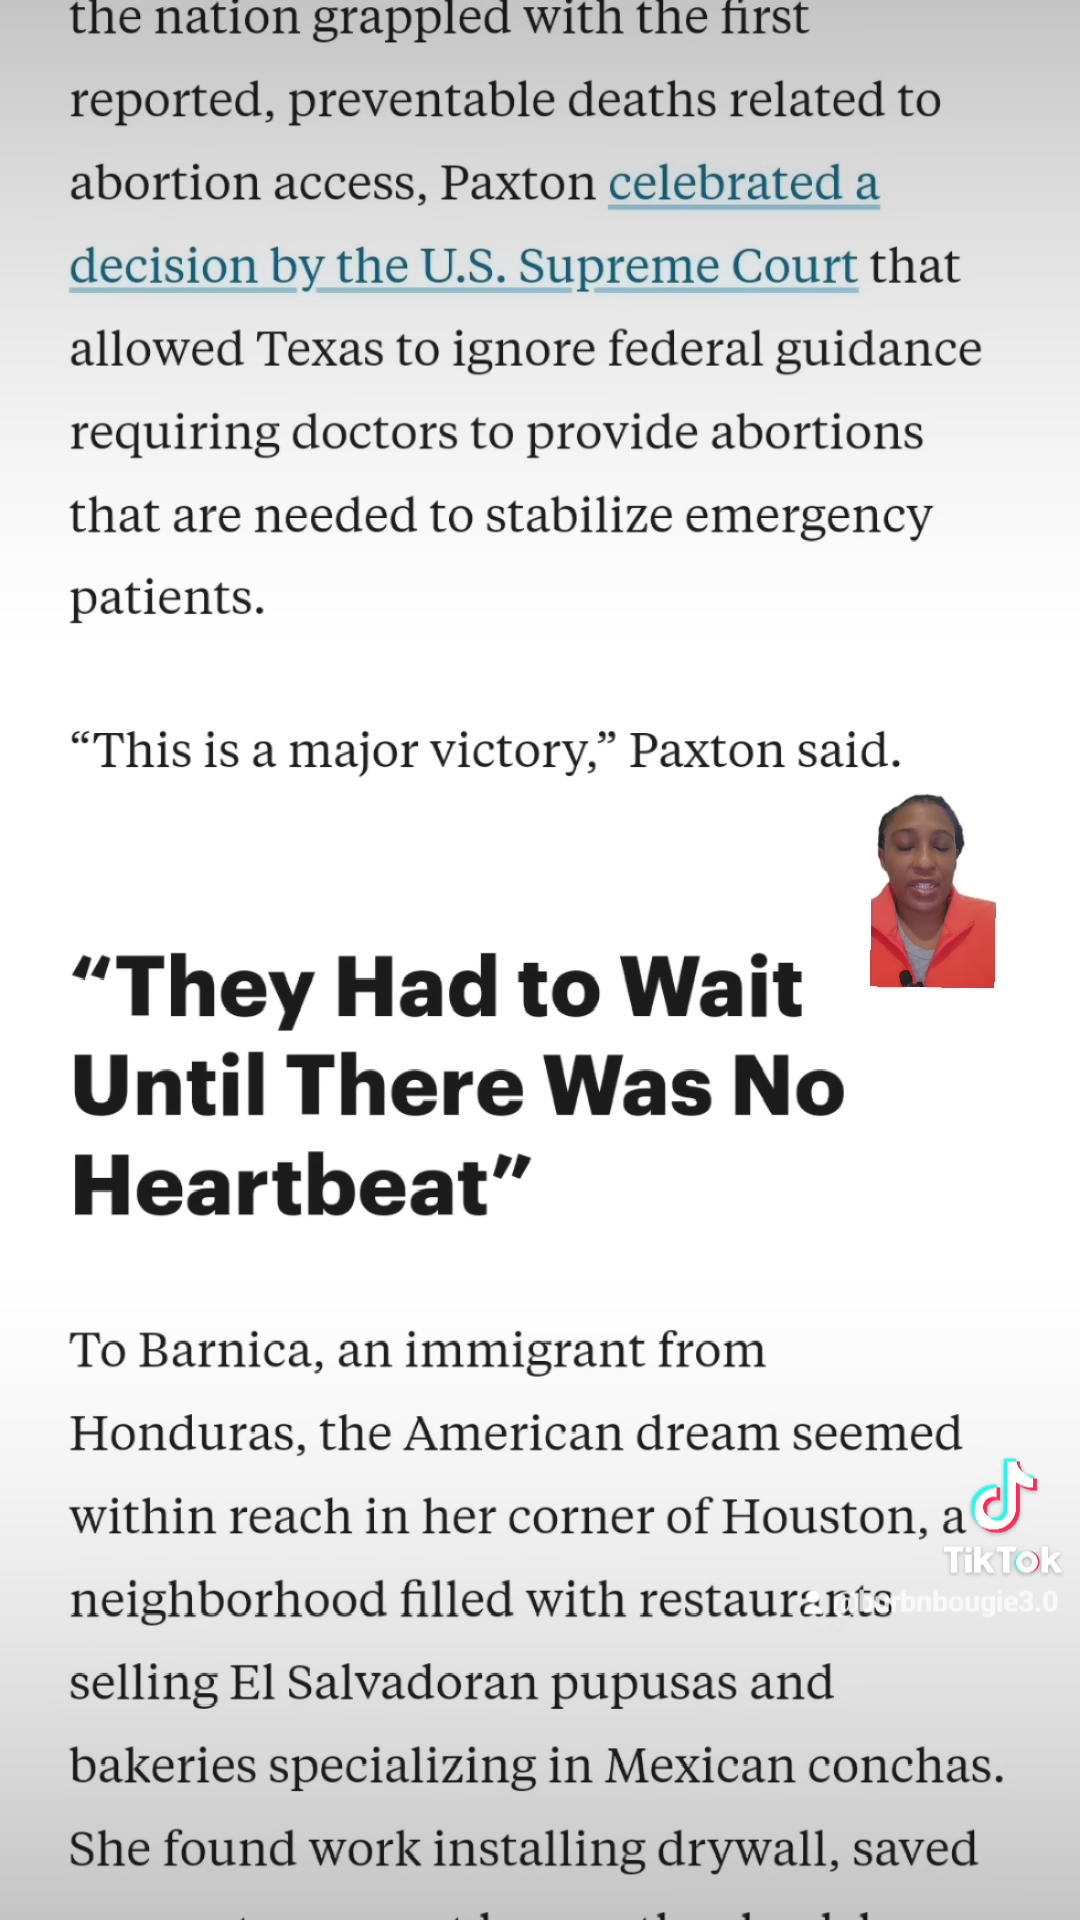 the nation grappled with the first
reported, preventable deaths related to
abortion access, Paxton celebrated a
decision by the U.S. Supreme Court that
allowed Texas to ignore federal guidance
requiring doctors to provide abortions
that are needed to stabilize emergency
patients.
“This is a major victory,” Paxton said.
“They Had to Wait
Until There Was No
Heartbeat”
To Barnica, an immigrant from
Honduras, the American dream seemed
within reach in her corner of Houston, a
TikTok
neighborhood filled with restaurants
selling El Salvadoran pupusas and
bakeries specializing in Mexican conchas.
She found work installing drywall, saved